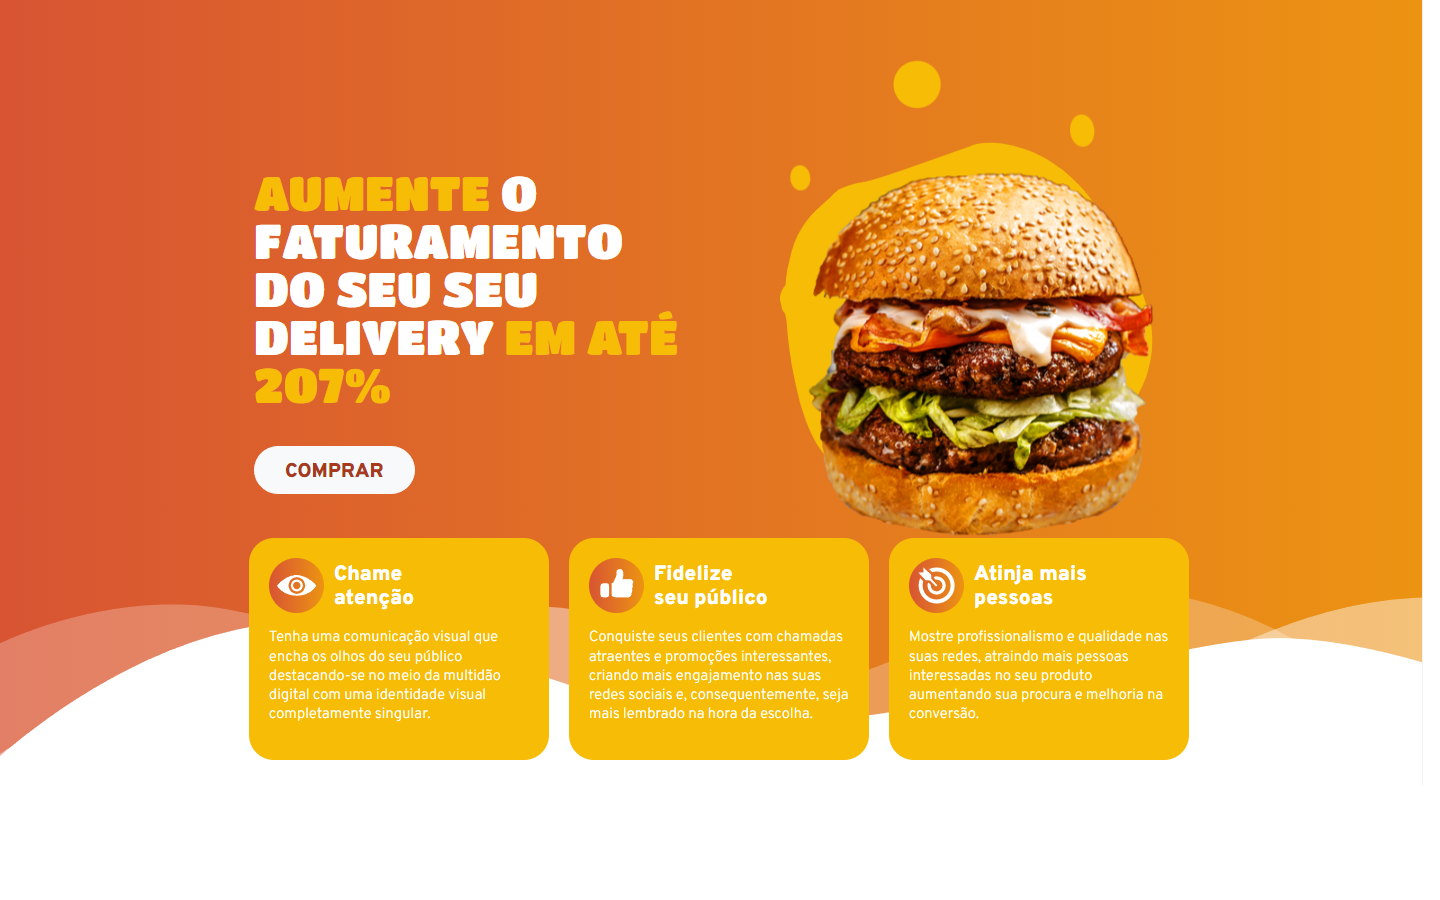 AUMENTE O
FATURAMENTO
DO SEU SEU
DELIVERY EM ATÉ
207%
COMPRAR
Chame
atenção
Tenha uma comunicação visual que
encha os olhos do seu público
destacando-se no meio da multidão
digital com uma identidade visual
completamente singular.
Fidelize
seu público
Conquiste seus clientes com chamadas
atraentes e promoções interessantes,
criando mais engajamento nas suas
redes sociais e, consequentemente, seja
mais lembrado na hora da escolha.
Atinja mais
pessoas
Mostre profissionalismo e qualidade nas
suas redes, atraindo mais pessoas
interessadas no seu produto
aumentando sua procura e melhoria na
conversão.